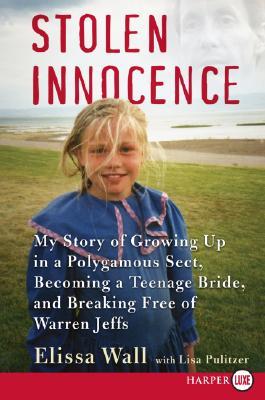 STOLEN
INNOCENCE
My Story of Growing Up
in a Polygamous Sect,
Becoming a Teenage Bride,
and Breaking Free of
Warren Jeffs
Elissa Wall with Lisa Pulitzer
HARPER LUXE